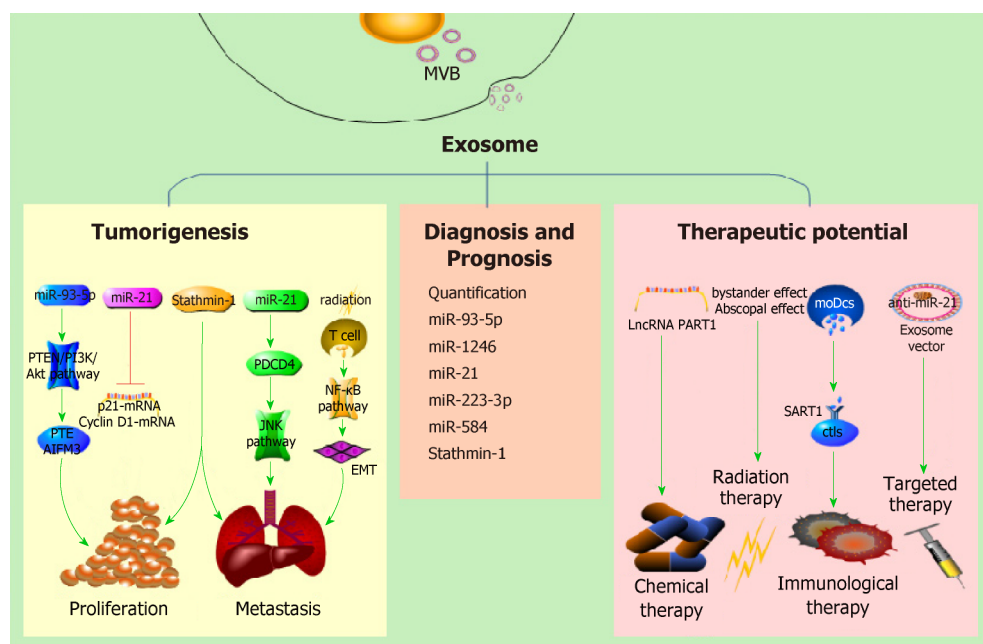 MVB
Exosome
Tumorigenesis
miR-93-5p
miR-21
Stathmin-1
miR-21
radiation
T cell
PTEN/PI3K/
Akt pathway
PDCD4
NF-κB
pathway
p21-mRNA
Cyclin D1-mRNA
PTE
AIFM3
JNK
pathway
EMT
Proliferation
Metastasis
Diagnosis and
Prognosis
Quantification
miR-93-5p
miR-1246
miR-21
miR-223-3p
miR-584
Stathmin-1
Therapeutic potential
LncRNA PART1
bystander effect
Abscopal effect
moDcs
anti-miR-21
Exosome
vector
SART1
ctls
Radiation
therapy
Targeted
therapy
Chemical
therapy
Immunological
therapy